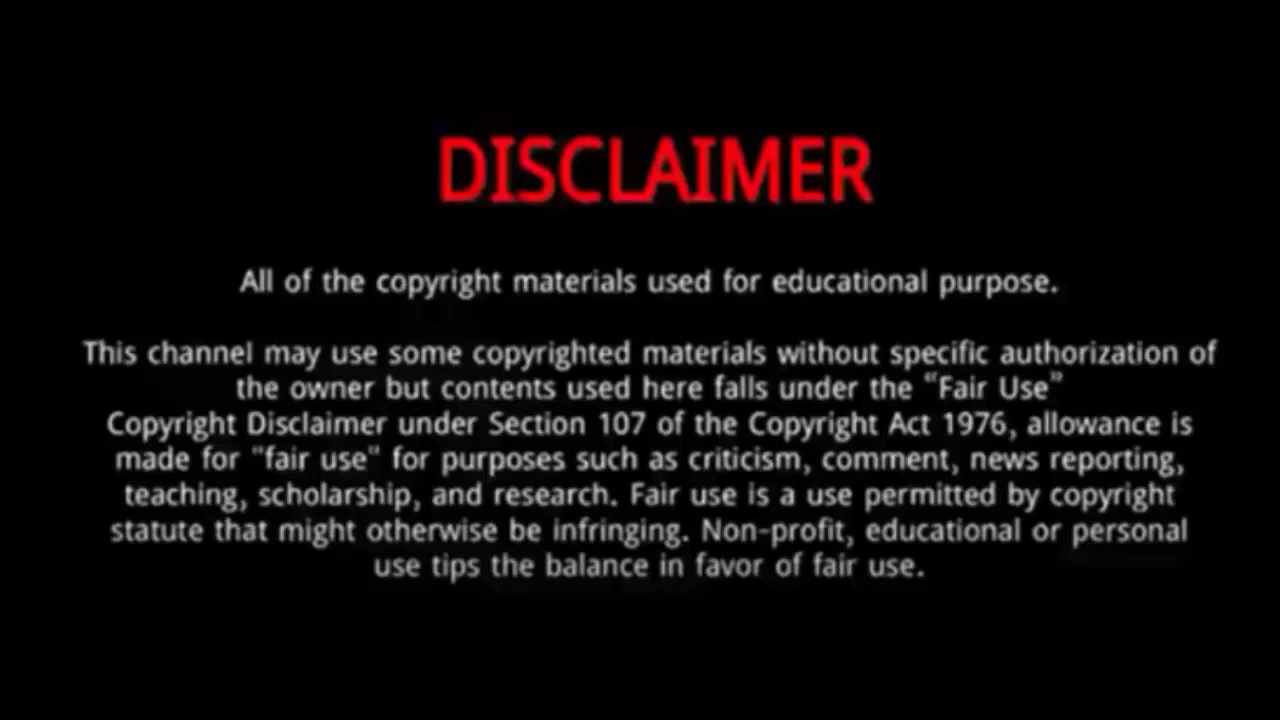 DISCLAIMER
All of the copyright materials used for educational purpose.
This channel may use some copyrighted materials without specific authorization of
the owner but contents used here falls under the “Fair Use”
Copyright Disclaimer under Section 107 of the Copyright Act 1976, allowance is
made for "fair use" for purposes such as criticism, comment, news reporting,
teaching, scholarship, and research. Fair use is a use permitted by copyright
statute that might otherwise be infringing. Non-profit, educational or personal
use tips the balance in favor of fair use.